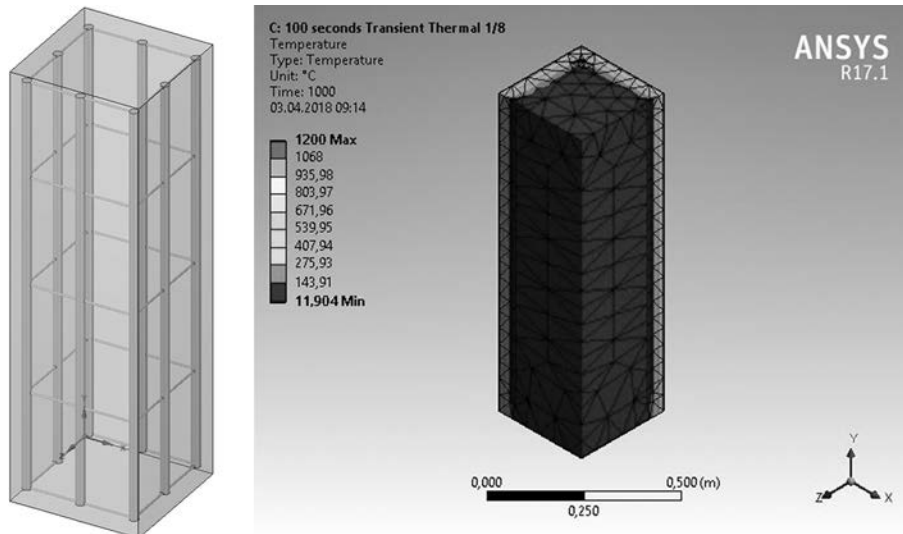 C: 100 seconds Transient Thermal 1/8
Temperature
Type: Temperature
Unit: °C
Time: 1000
03.04.2018 09:14
ANSYS
R17.1
1200 Max
1068
935,98
803,97
671,96
539,95
407,94
275,93
143,91
11,904 Min
0,000
0,500 (m)
0,250
Y
Z
X
Y
Z
X